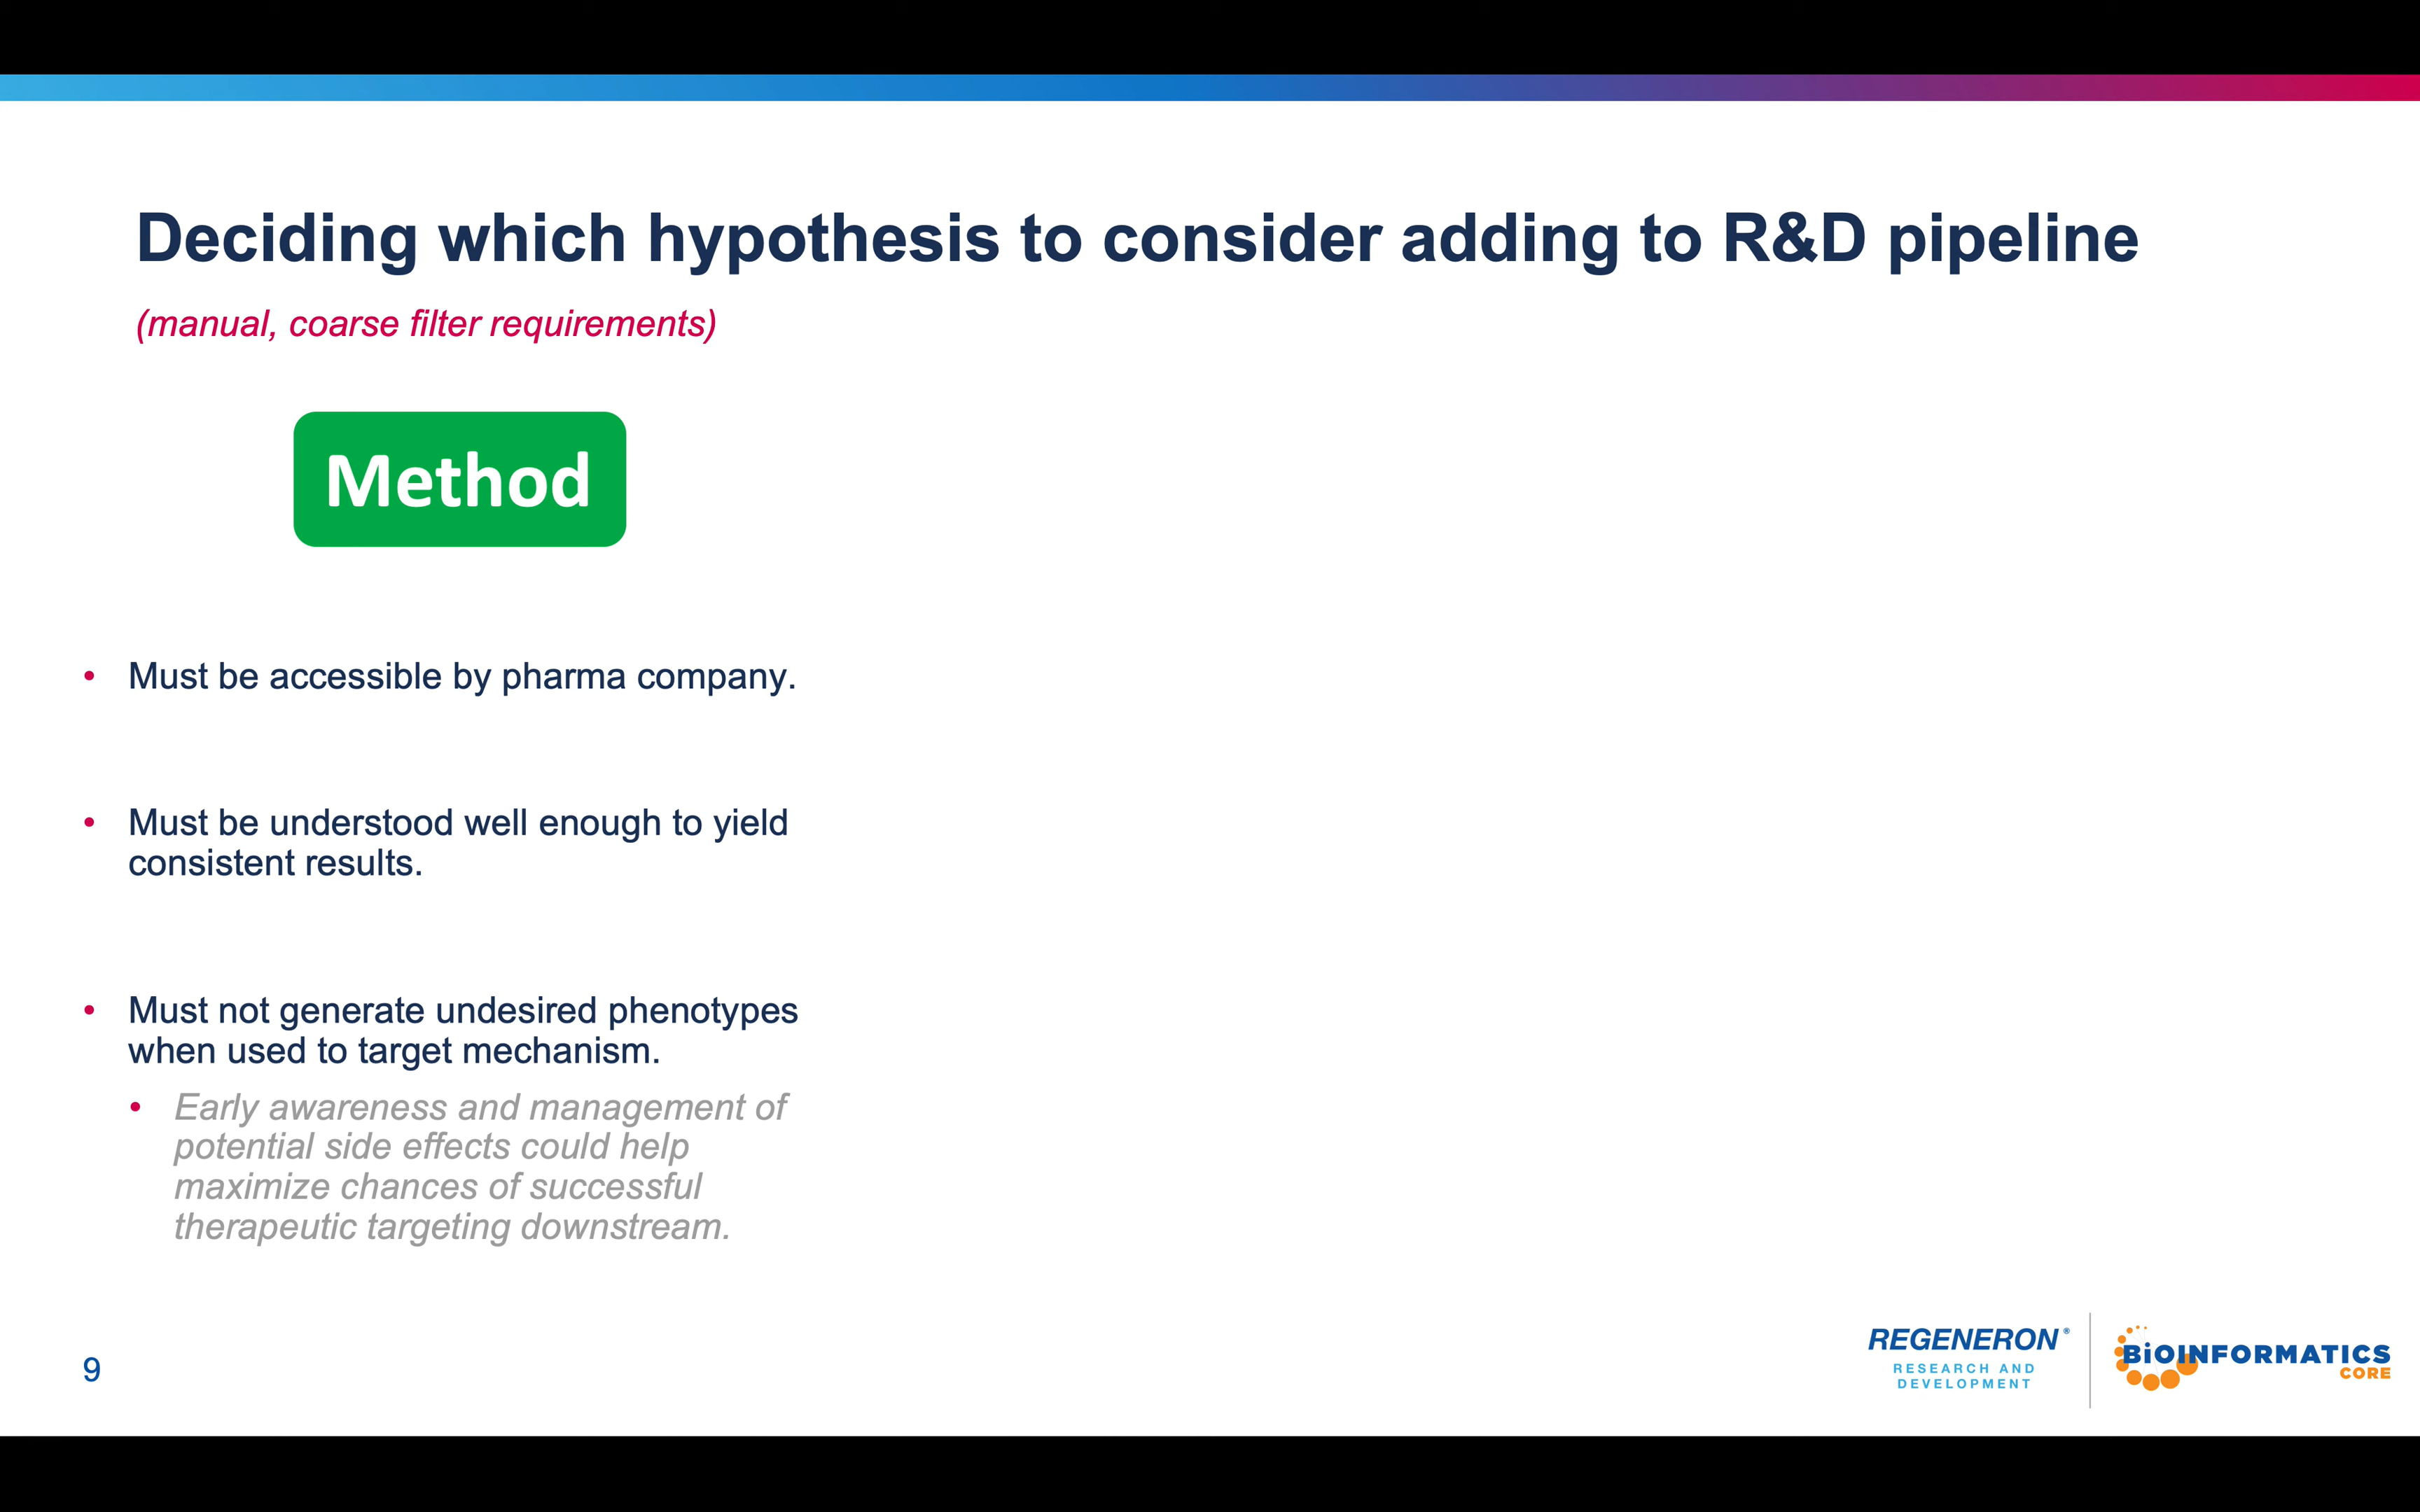 Deciding which hypothesis to consider adding to R&D pipeline
(manual, coarse filter requirements)
Method
• Must be accessible by pharma company.
• Must be understood well enough to yield
consistent results.
• Must not generate undesired phenotypes
when used to target mechanism.
• Early awareness and management of
potential side effects could help
maximize chances of successful
therapeutic targeting downstream.
9
REGENERON®
RESEARCH AND
DEVELOPMENT
BiOINFORMATICS
CORE